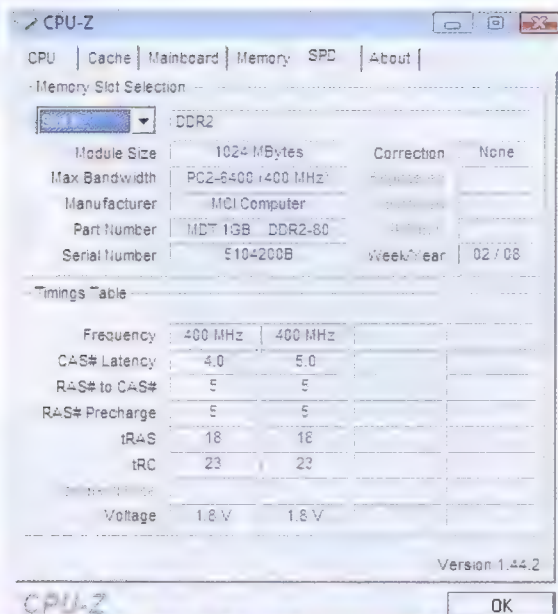 CPU-Z
CPU Cache Mainboard Memory SPD About
Memory Slot Selection
DDR2
Module Size 1024 MBytes Correction None
Max Bandwidth PC2-6400 (400 MHz)
Manufacturer MCI Computer
Part Number MDT 1GB DDR2-80
Serial Number 5104200B Week/Year 02 / 08
Timings Table
Frequency 400 MHz 400 MHz
CAS# Latency 4.0 5.0
RAS# to CAS# 5 5
RAS# Precharge 5 5
tRAS 18 18
tRC 23 23
Voltage 1.8 V 1.8 V
Version 1.44.2
CPU-Z OK